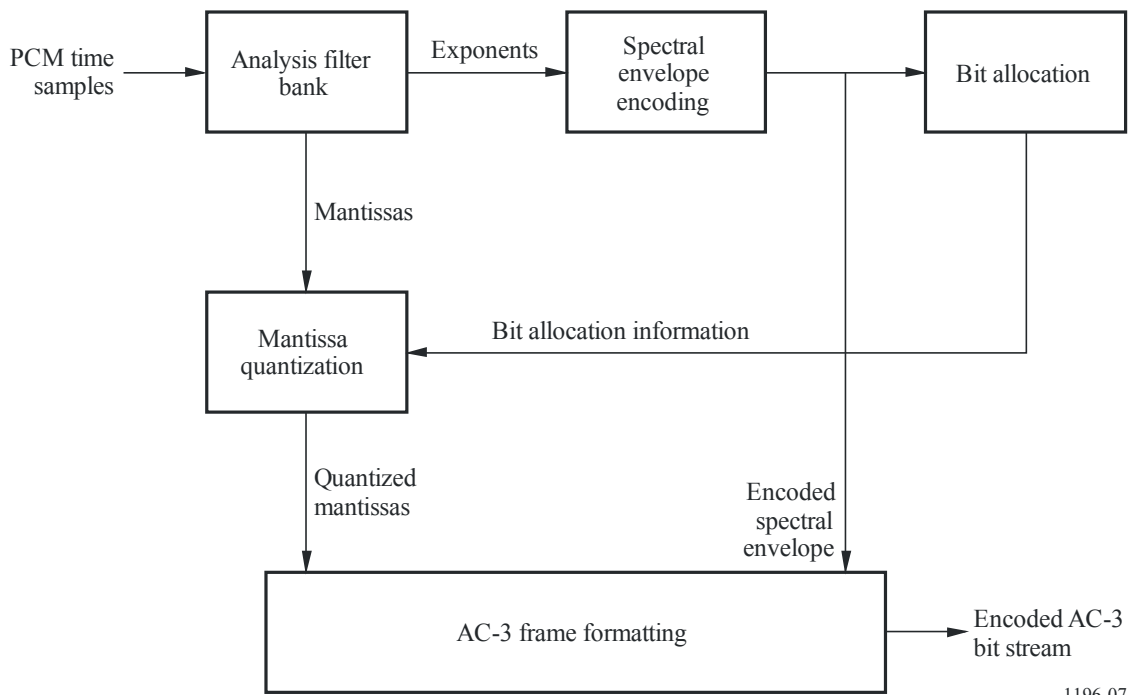 PCM time
samples
Analysis filter
bank
Exponents
Spectral
envelope
encoding
Bit allocation
Mantissas
Mantissa
quantization
Bit allocation information
Quantized
mantissas
Encoded
spectral
envelope
AC-3 frame formatting
Encoded AC-3
bit stream
1196-07